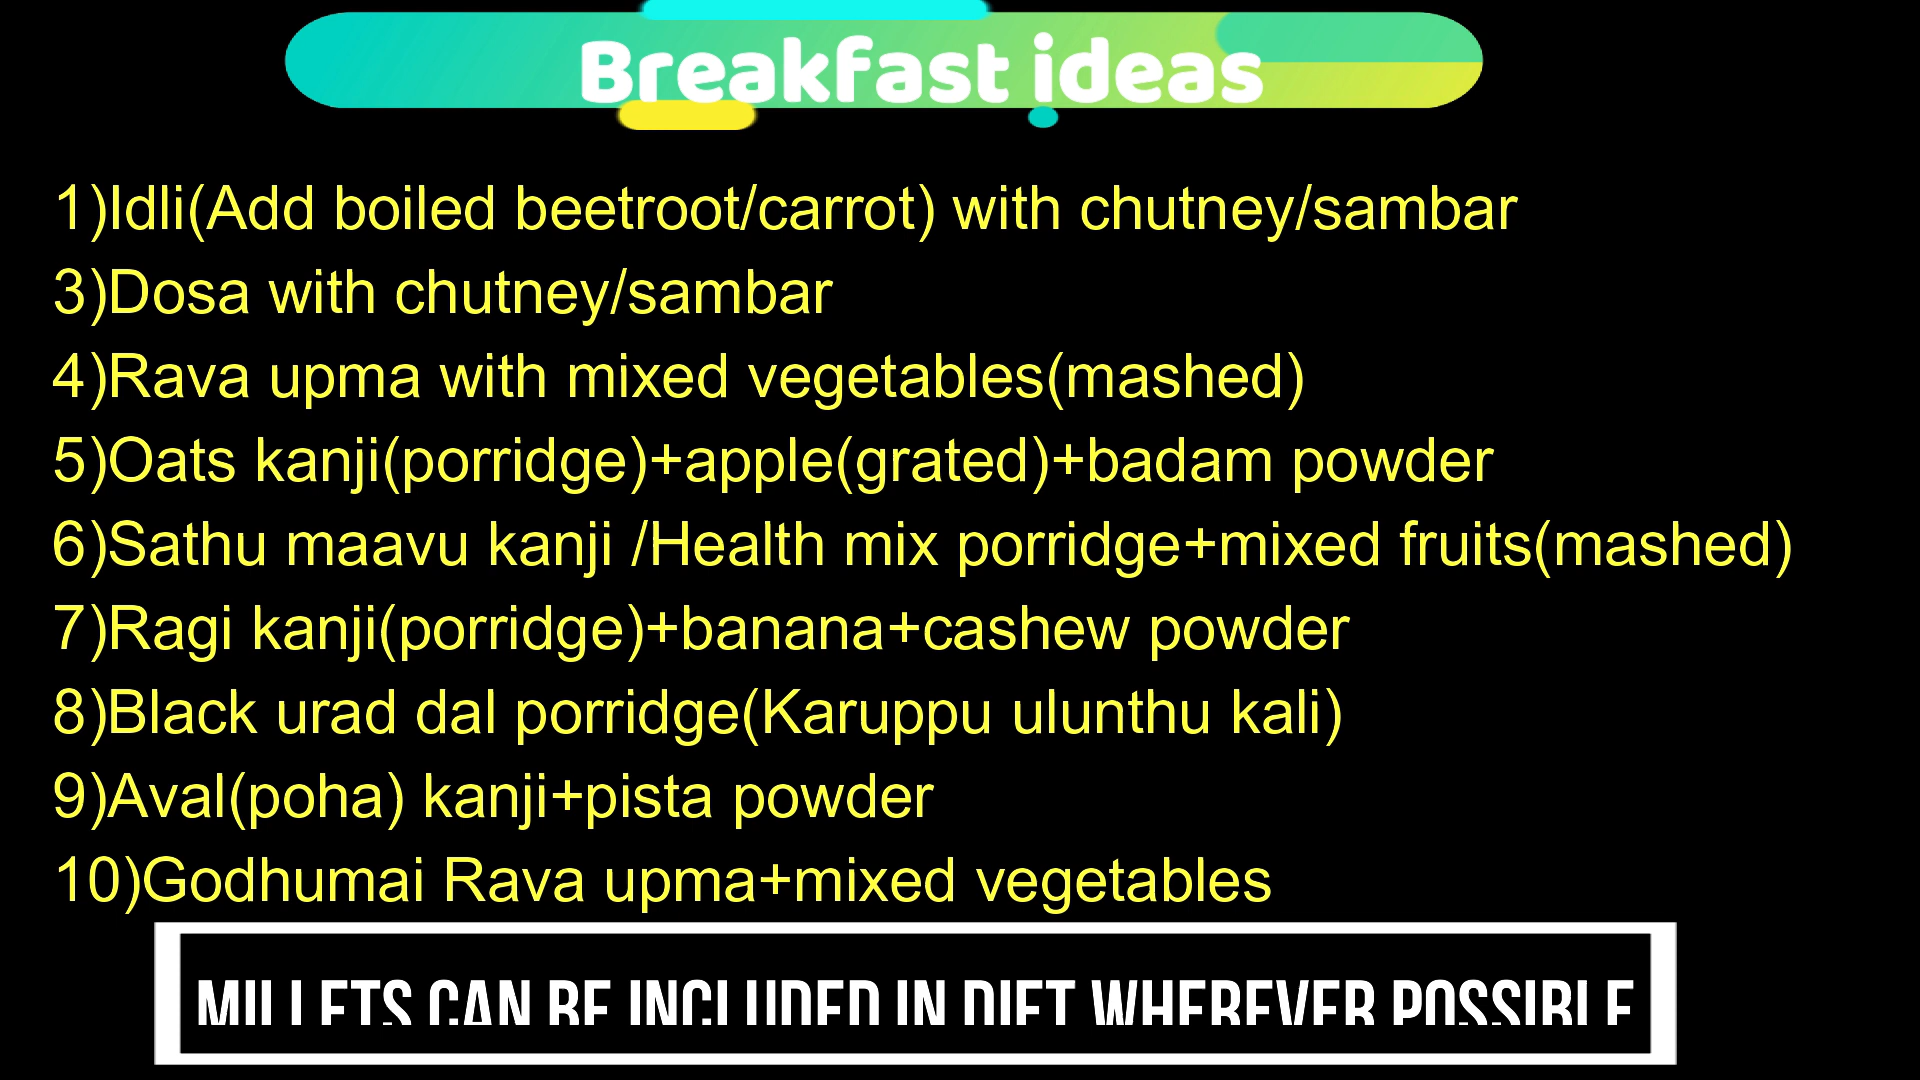 Breakfast ideas
1)Idli(Add boiled beetroot/carrot) with chutney/sambar
3)Dosa with chutney/sambar
4)Rava upma with mixed vegetables(mashed)
5)Oats kanji(porridge)+apple(grated)+badam powder
6)Sathu maavu kanji /Health mix porridge+mixed fruits(mashed)
7)Ragi kanji(porridge)+banana+cashew powder
8)Black urad dal porridge(Karuppu ulunthu kali)
9)Aval(poha) kanji+pista powder
10)Godhumai Rava upma+mixed vegetables
MILLETS CAN BE INCLUDED IN DIET WHEREVER POSSIBLE